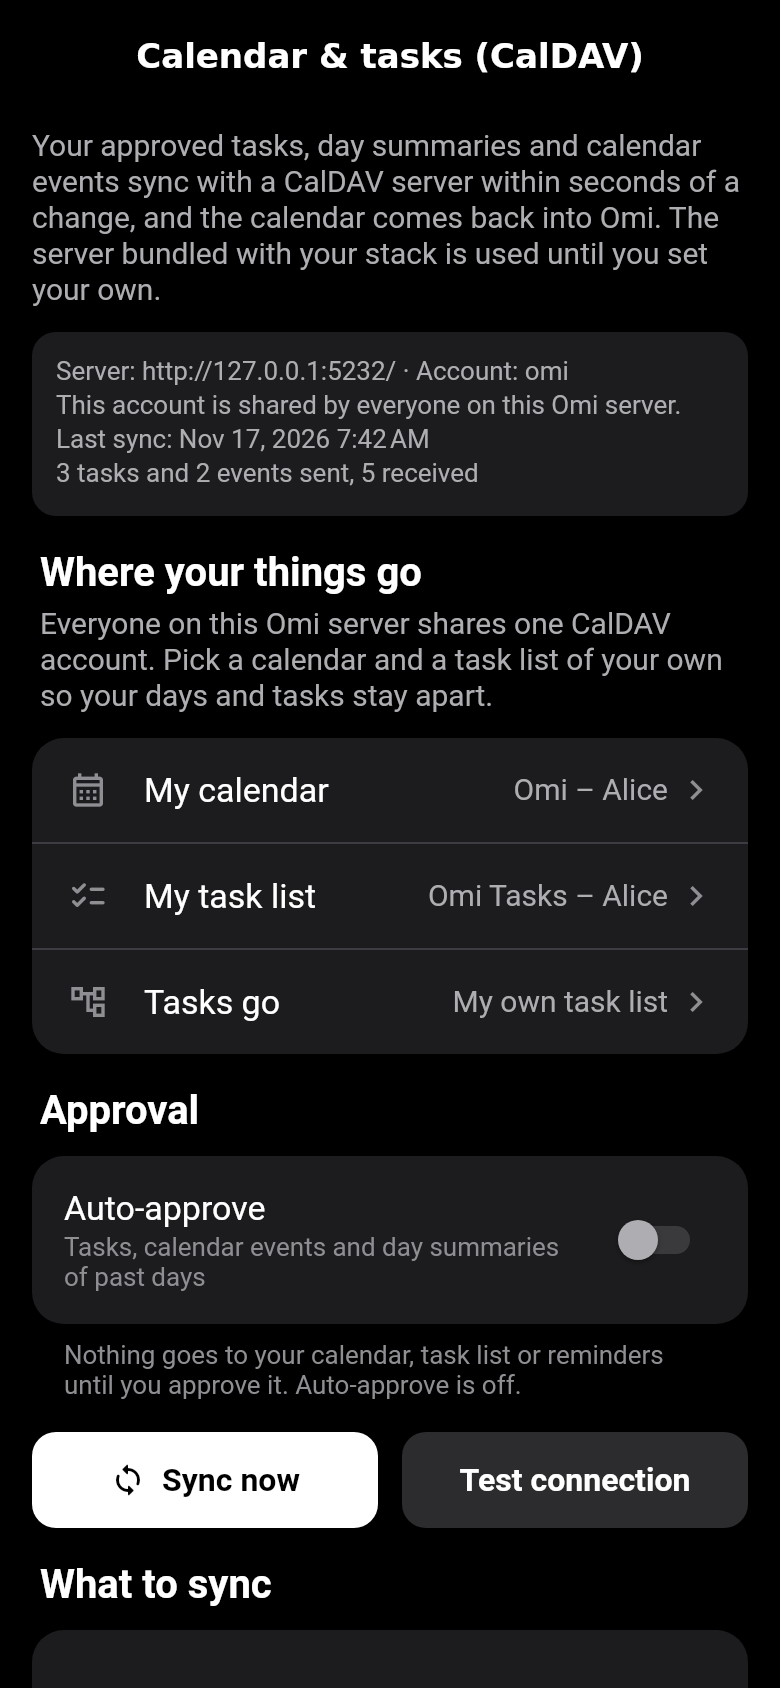 Calendar & tasks (CalDAV)
Your approved tasks, day summaries and calendar
events sync with a CalDAV server within seconds of a
change, and the calendar comes back into Omi. The
server bundled with your stack is used until you set
your own.
Server: http://127.0.0.1:5232/ · Account: omi
This account is shared by everyone on this Omi server.
Last sync: Nov 17, 2026 7:42 AM
3 tasks and 2 events sent, 5 received
Where your things go
Everyone on this Omi server shares one CalDAV
account. Pick a calendar and a task list of your own
so your days and tasks stay apart.
My calendar Omi – Alice
My task list Omi Tasks – Alice
Tasks go My own task list
Approval
Auto-approve
Tasks, calendar events and day summaries
of past days
Nothing goes to your calendar, task list or reminders
until you approve it. Auto-approve is off.
Sync now Test connection
What to sync